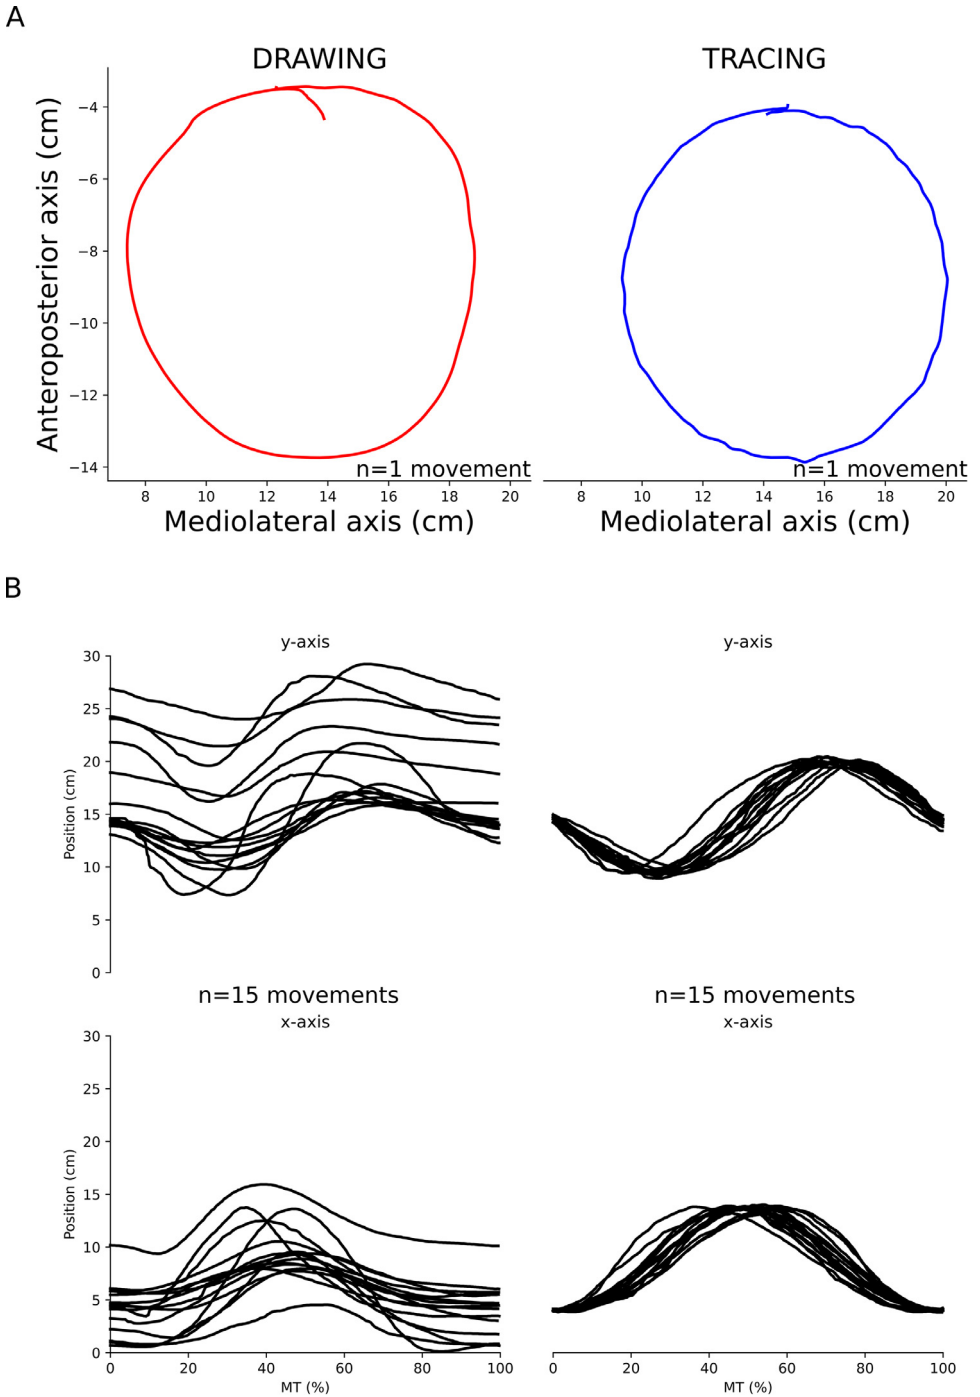 A
DRAWING
TRACING
Anteroposterior axis (cm)
−4
−6
−8
−10
−12
−14
n=1 movement
n=1 movement
8 10 12 14 16 18 20
8 10 12 14 16 18 20
Mediolateral axis (cm)
Mediolateral axis (cm)
B
y-axis
y-axis
Position (cm)
30
25
20
15
10
5
0
n=15 movements
n=15 movements
x-axis
x-axis
Position (cm)
30
25
20
15
10
5
0
0 20 40 60 80 100
0 20 40 60 80 100
MT (%)
MT (%)